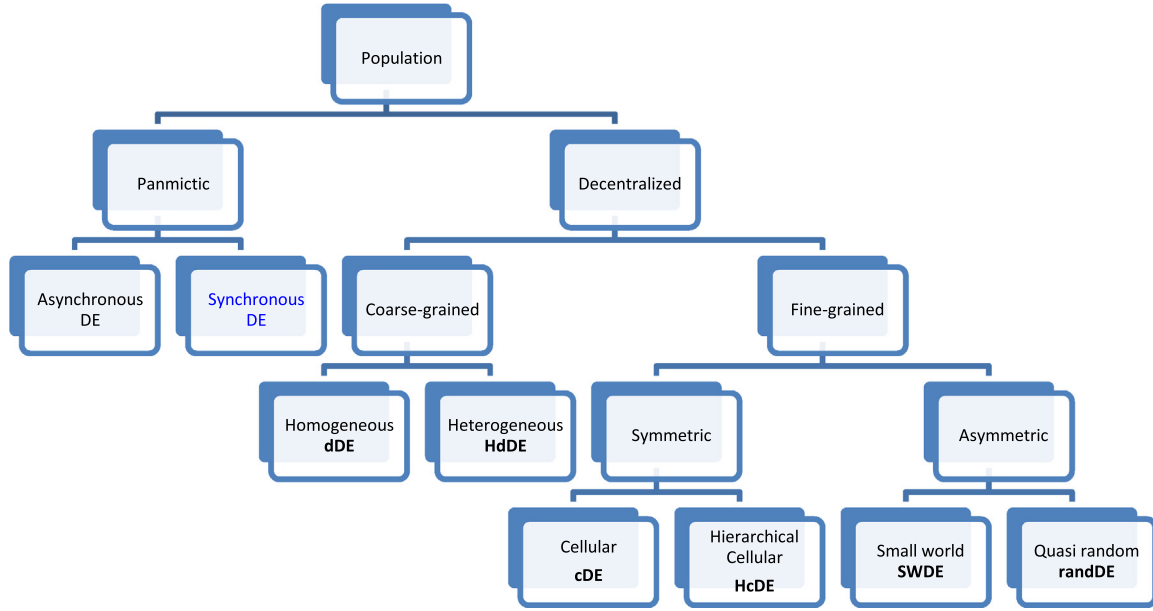 Population
Panmictic
Decentralized
Asynchronous
DE
Synchronous
DE
Coarse-grained
Fine-grained
Homogeneous
dDE
Heterogeneous
HdDE
Symmetric
Asymmetric
Cellular
cDE
Hierarchical
Cellular
HcDE
Small world
SWDE
Quasi random
randDE